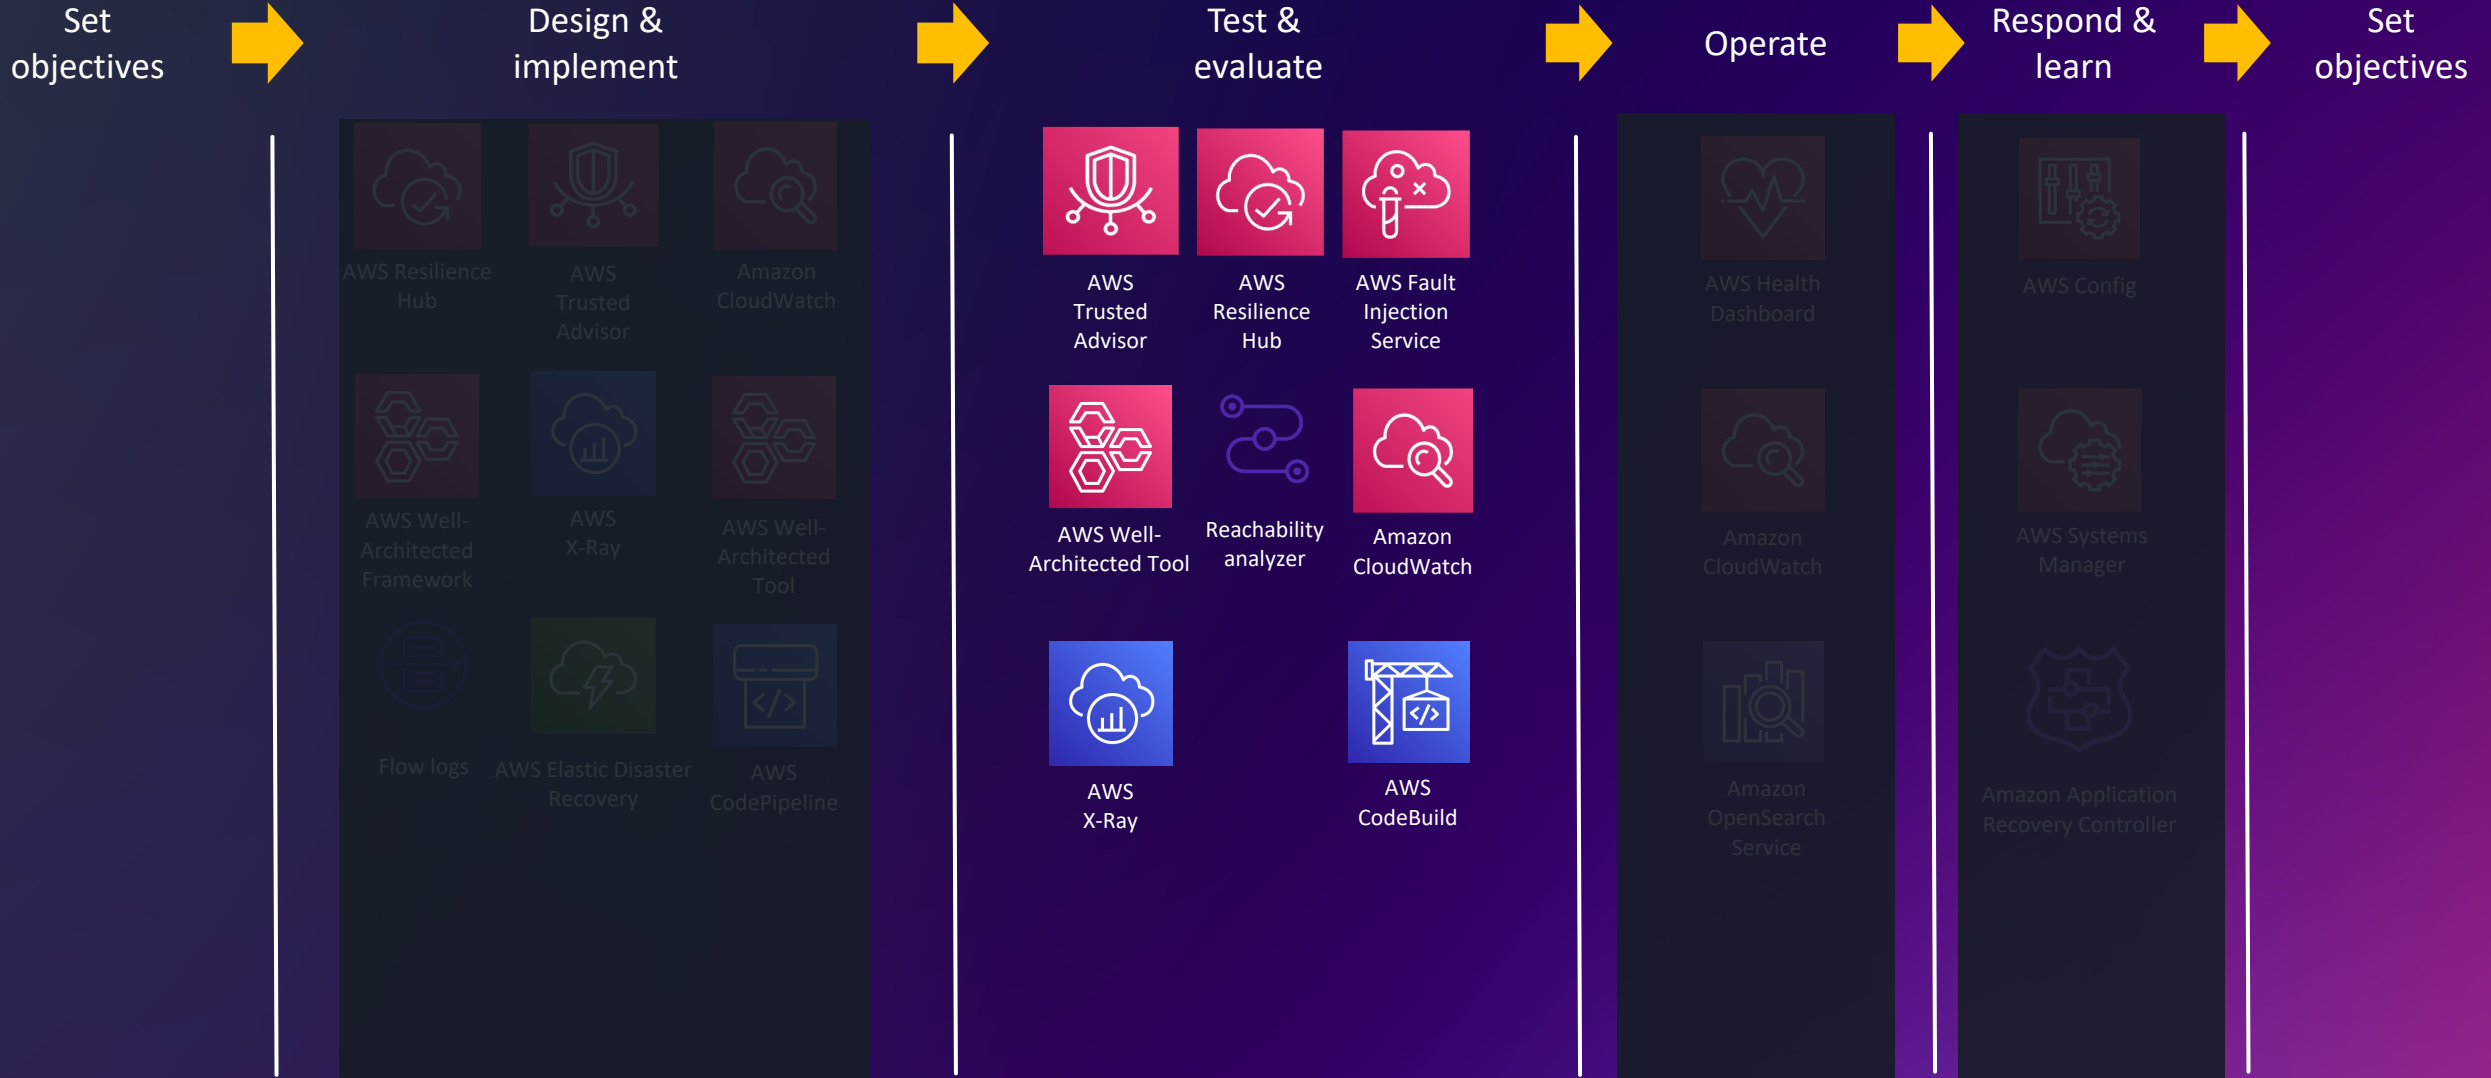 Set
objectives
Design &
implement
Test &
evaluate
Operate
Respond &
learn
Set
objectives
AWS Resilience
Hub
AWS
Trusted
Advisor
Amazon
CloudWatch
AWS Well-
Architected
Framework
AWS
X-Ray
AWS Well-
Architected
Tool
Flow logs
AWS Elastic Disaster
Recovery
AWS
CodePipeline
AWS
Trusted
Advisor
AWS
Resilience
Hub
AWS Fault
Injection
Service
AWS Well-
Architected Tool
Reachability
analyzer
Amazon
CloudWatch
AWS
X-Ray
AWS
CodeBuild
AWS Health
Dashboard
Amazon
CloudWatch
Amazon
OpenSearch
Service
AWS Config
AWS Systems
Manager
Amazon Application
Recovery Controller